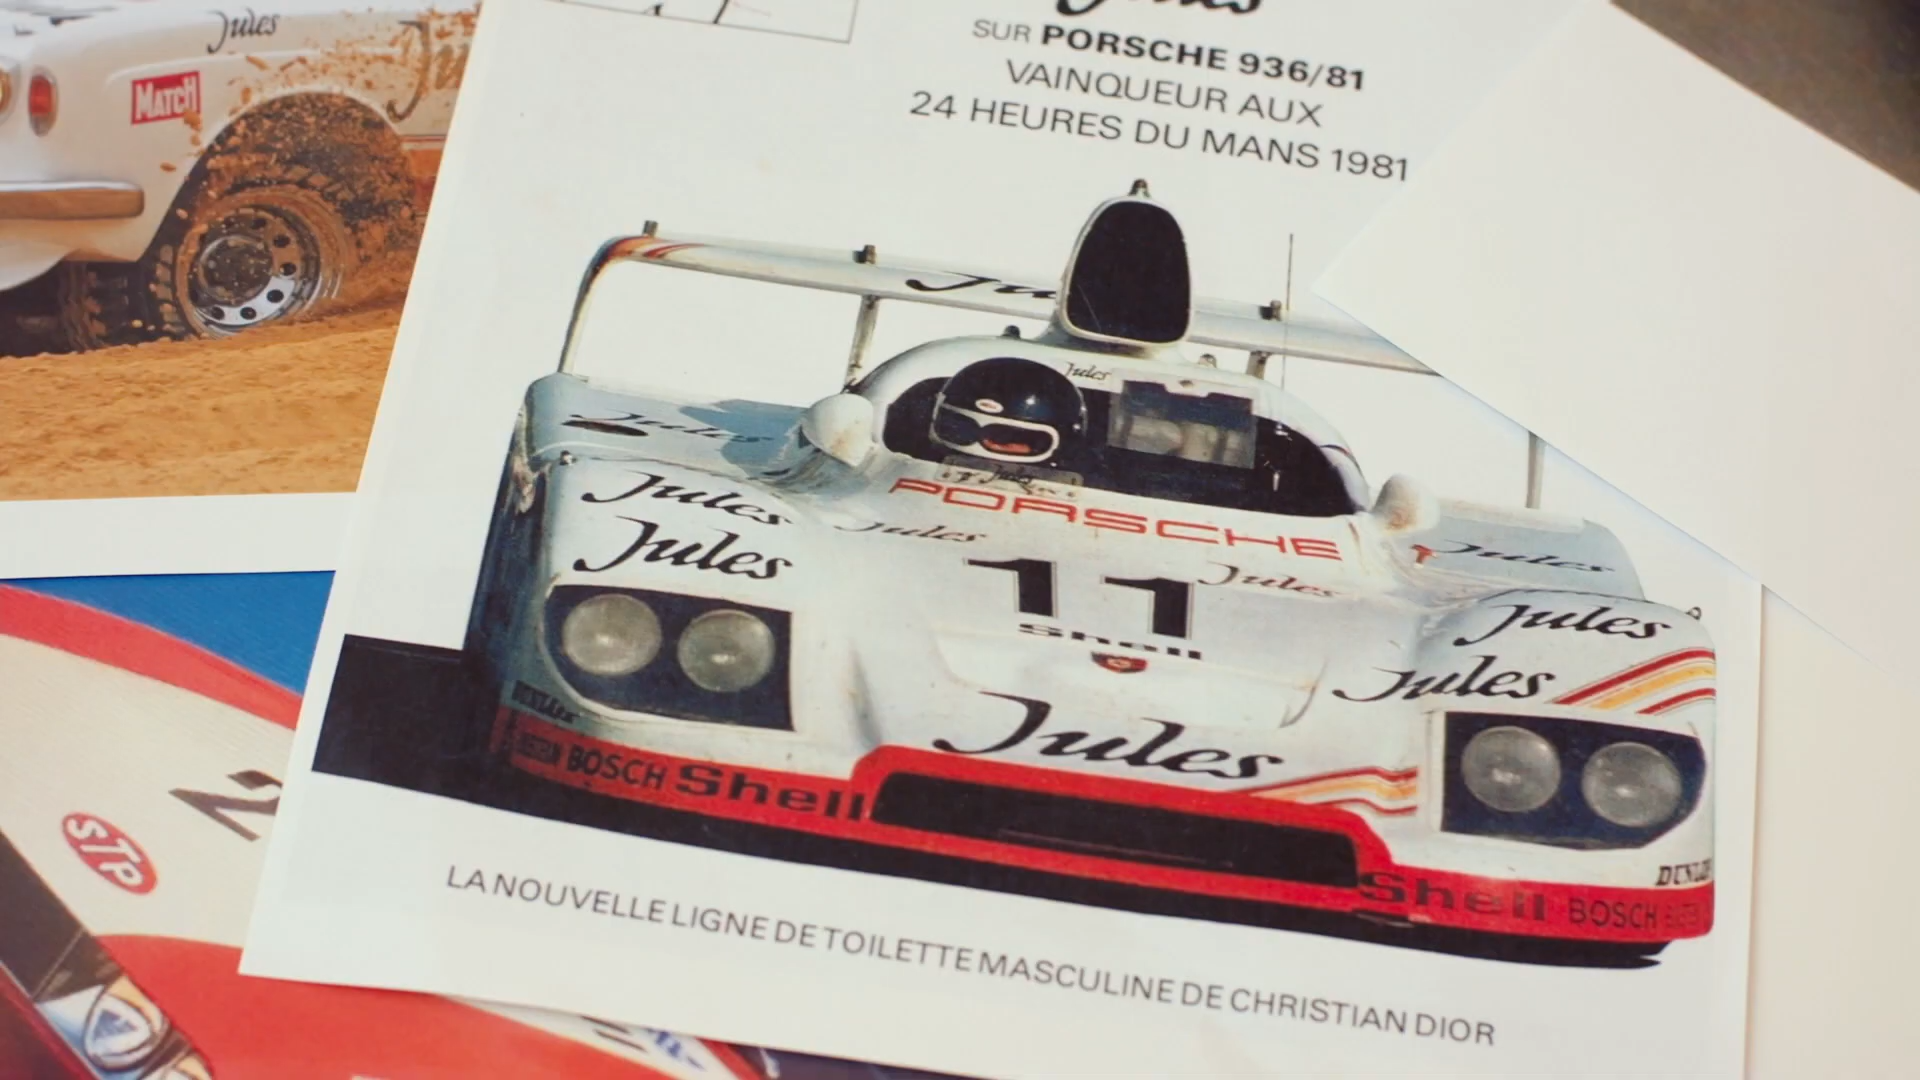 Jules
MATCH
Jules
SUR PORSCHE 936/81
VAINQUEUR AUX
24 HEURES DU MANS 1981
Jules
Jules
Jules
Jules
PORSCHE
Jules
Jules
Jules
11
Jules
Shell
Jules
Jules
Jules
BOSCH Shell
Shell BOSCH
DUNLOP
STP
LA NOUVELLE LIGNE DE TOILETTE MASCULINE DE CHRISTIAN DIOR